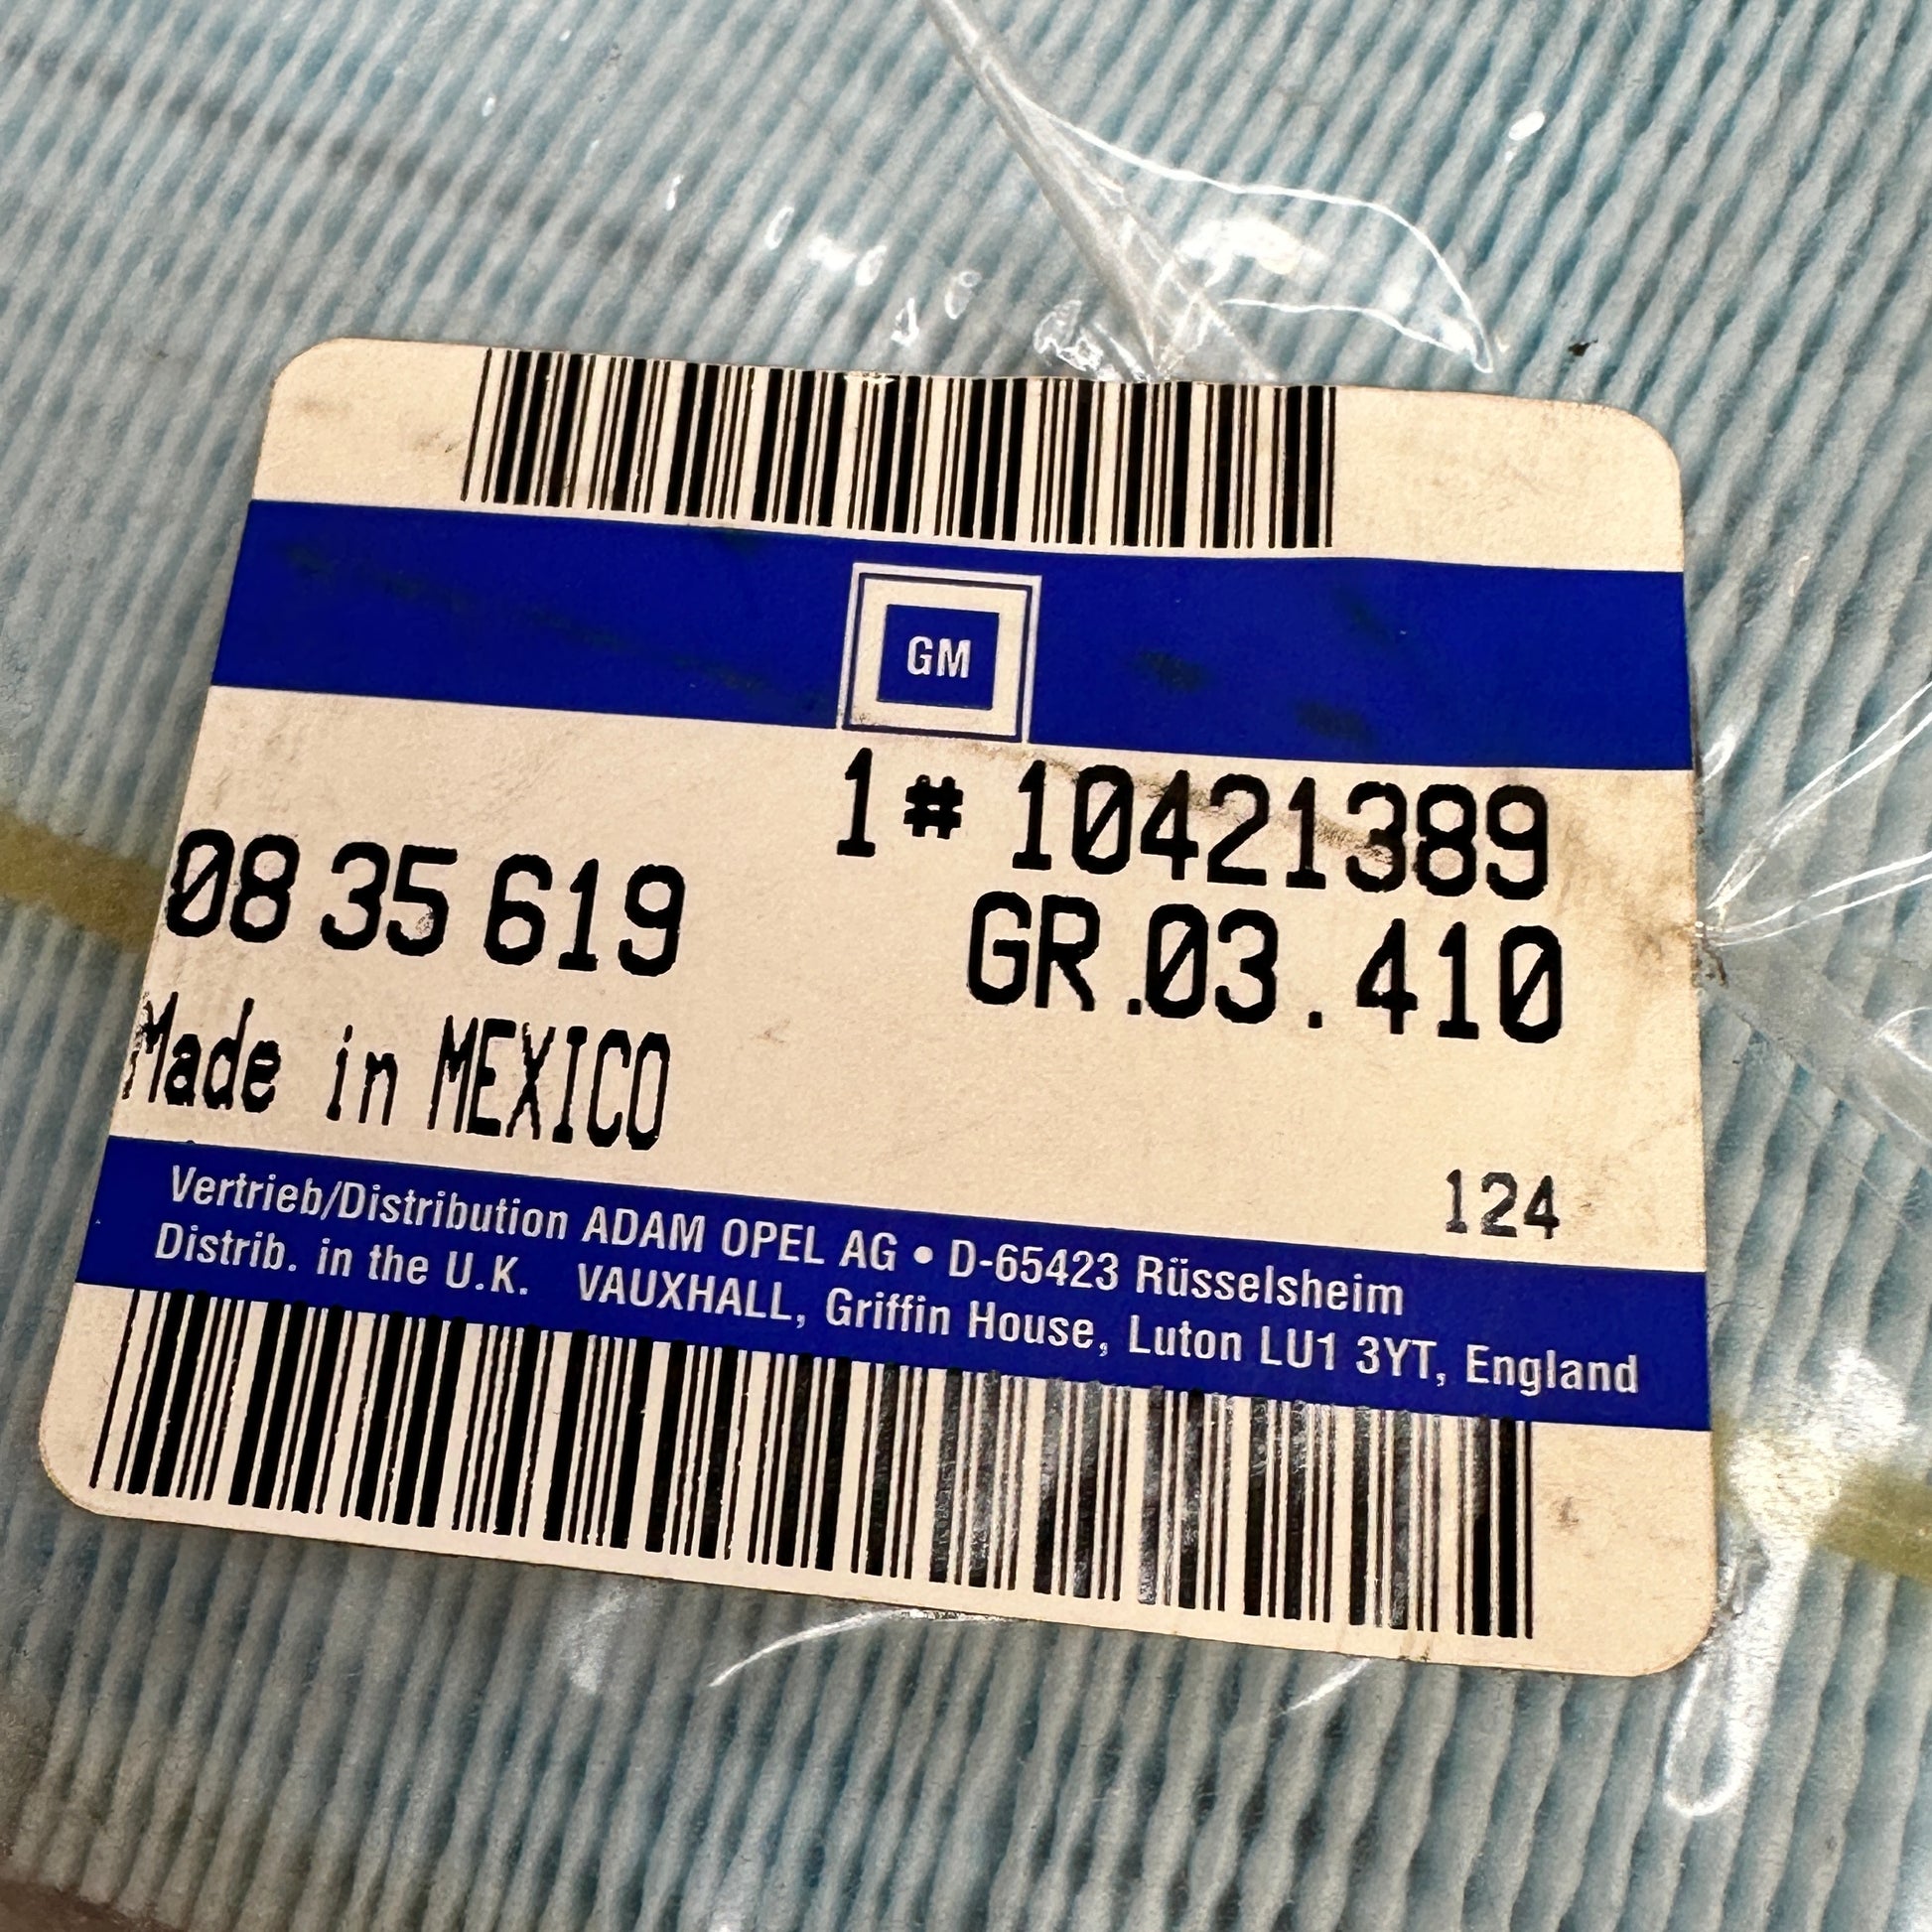 GM
1# 10421389
08 35 619
GR.03.410
Made in MEXICO
124
Vertrieb/Distribution ADAM OPEL AG • D-65423 Rüsselsheim
Distrib. in the U.K. VAUXHALL, Griffin House, Luton LU1 3YT, England